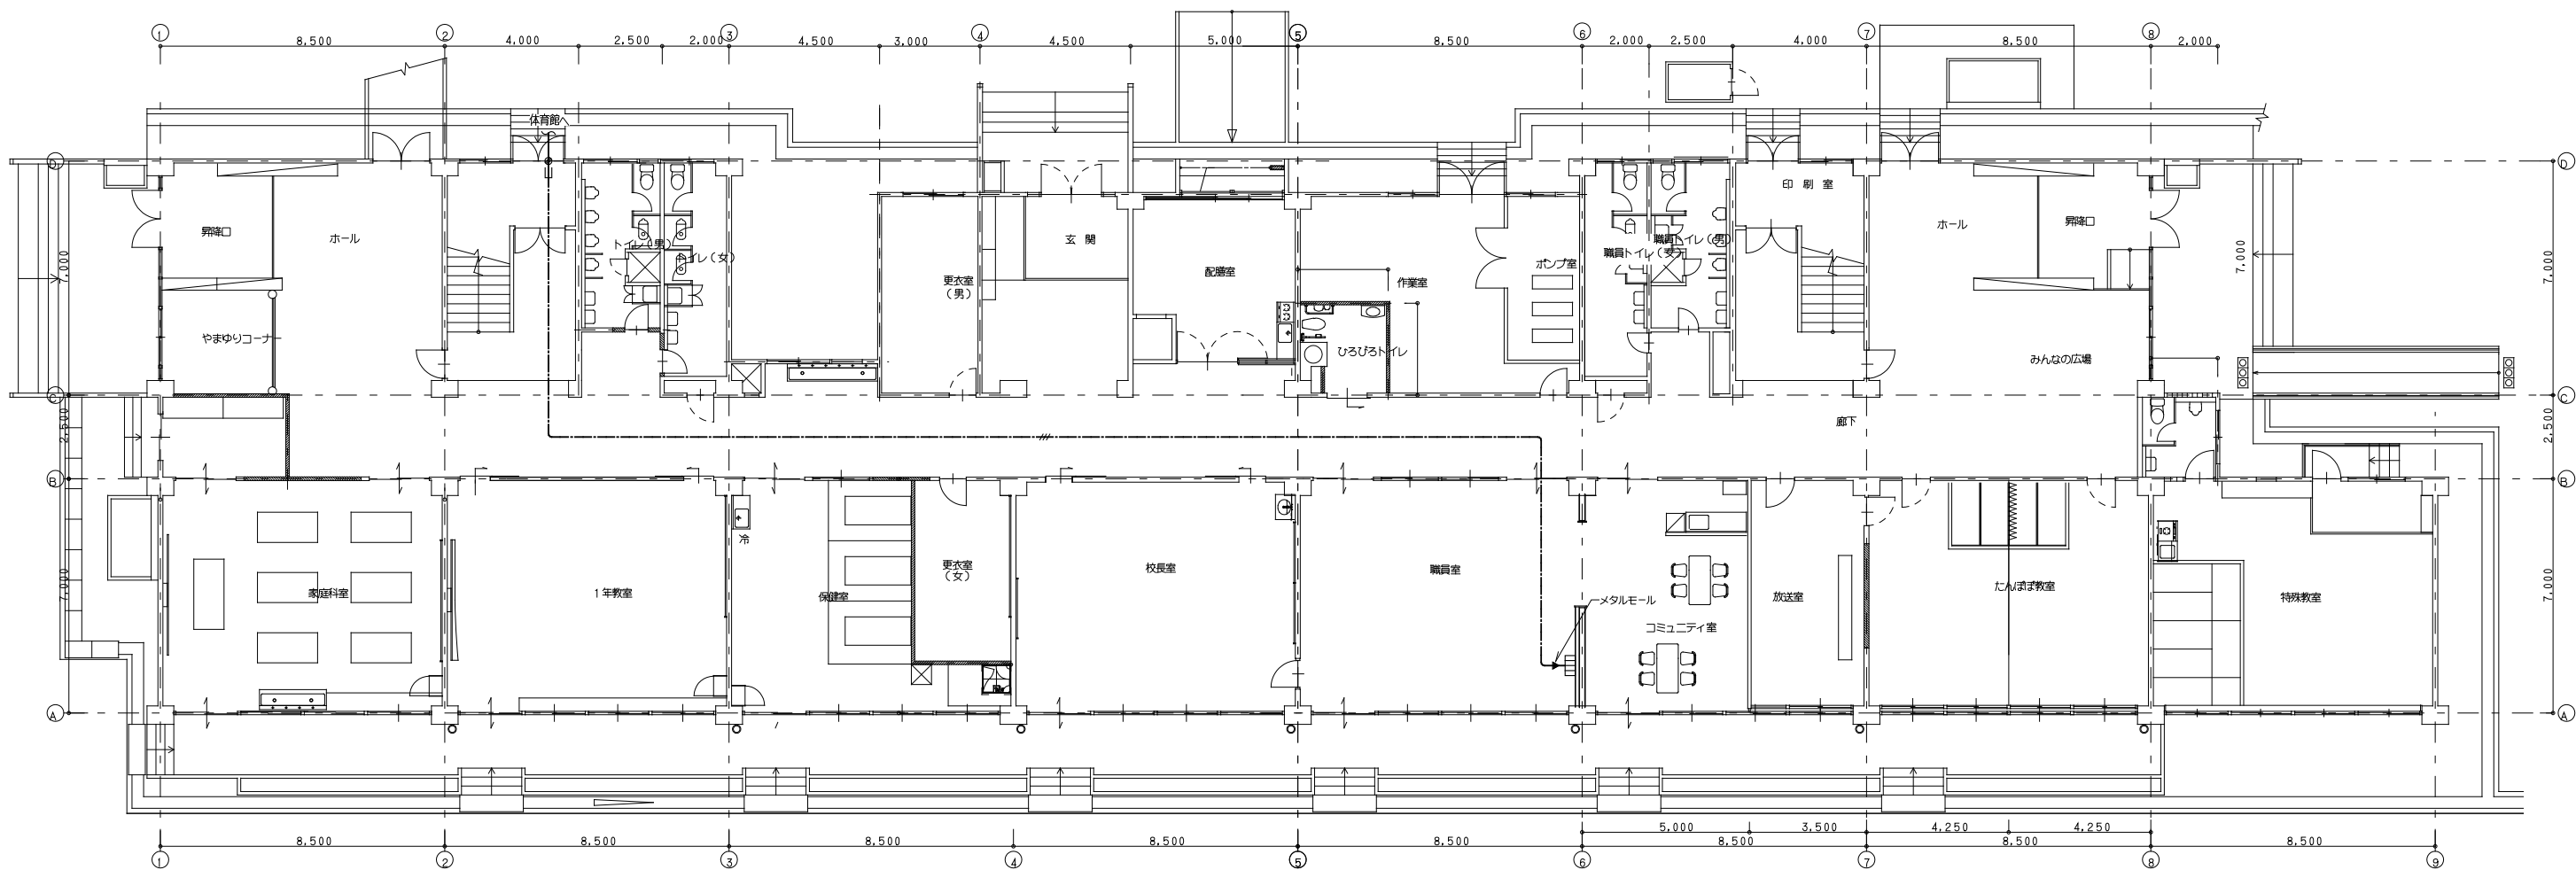 1 2 3 4 5 6 7 8
8,500 4,000 2,500 2,000 4,500 3,000 4,500 5,000 8,500 2,000 2,500 4,000 8,500 2,000
体育館へ
D D
印刷室
昇降口 ホール トイレ（男） トイレ（女） 玄関 配膳室 職員トイレ（女） 職員トイレ（男） ホール 昇降口
7,000 7,000 7,000
更衣室
（男）
作業室 ポンプ室
やまゆりコーナー ひろびろトイレ みんなの広場
C C
2,500 廊下 2,500
B B
冷
家庭科室 1年教室 保健室
更衣室
（女）
校長室 職員室
メタルモール
コミュニティ室 放送室 たんぽぽ教室 特殊教室
7,000 7,000
A A
5,000 3,500 4,250 4,250
8,500 8,500 8,500 8,500 8,500 8,500 8,500 8,500
1 2 3 4 5 6 7 8 9